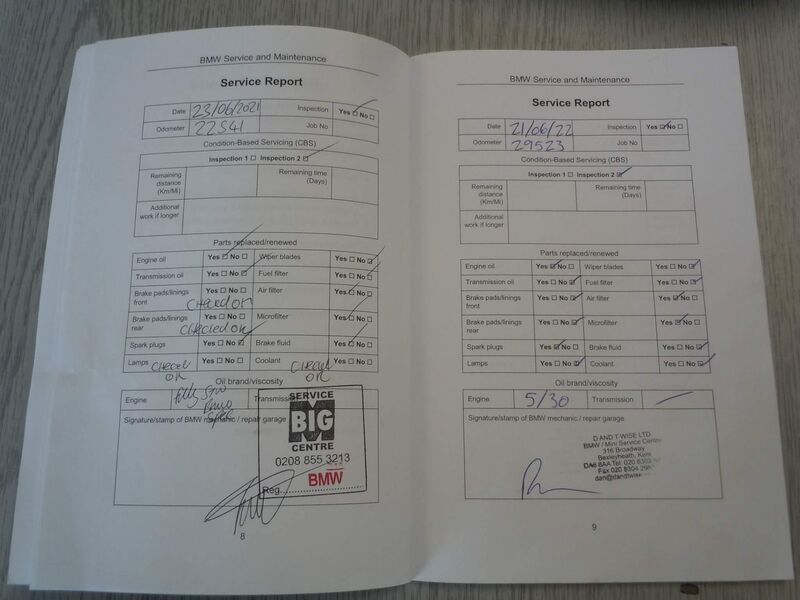 BMW Service and Maintenance
Service Report
Date 23/06/2021 Inspection Yes No
Odometer 22541 Job No
Condition-Based Servicing (CBS)
Inspection 1 Inspection 2
Remaining distance (Km/Mi) Remaining time (Days)
Additional work if longer
Parts replaced/renewed
Engine oil Yes No Wiper blades Yes No
Transmission oil Yes No Fuel filter Yes No
Brake pads/linings front Yes No Air filter Yes No
Brake pads/linings rear Yes No Microfilter Yes No
Spark plugs Yes No Brake fluid Yes No
Lamps Yes No Coolant Yes No
Oil brand/viscosity
Engine fully Transmission
Signature/stamp of BMW mechanic / repair garage
SERVICE
BIG
CENTRE
0208 855 3213
BMW
Reg
8
BMW Service and Maintenance
Service Report
Date 21/06/22 Inspection Yes No
Odometer 29523 Job No
Condition-Based Servicing (CBS)
Inspection 1 Inspection 2
Remaining distance (Km/Mi) Remaining time (Days)
Additional work if longer
Parts replaced/renewed
Engine oil Yes No Wiper blades Yes No
Transmission oil Yes No Fuel filter Yes No
Brake pads/linings front Yes No Air filter Yes No
Brake pads/linings rear Yes No Microfilter Yes No
Spark plugs Yes No Brake fluid Yes No
Lamps Yes No Coolant Yes No
Oil brand/viscosity
Engine 5/30 Transmission
Signature/stamp of BMW mechanic / repair garage
D AND T WISE LTD
BMW / Mini Service Centre
316 Broadway
Bexleyheath, Kent
DA6 8AA Tel: 020 8303
Fax 020 8304
dan@dandtwise
9